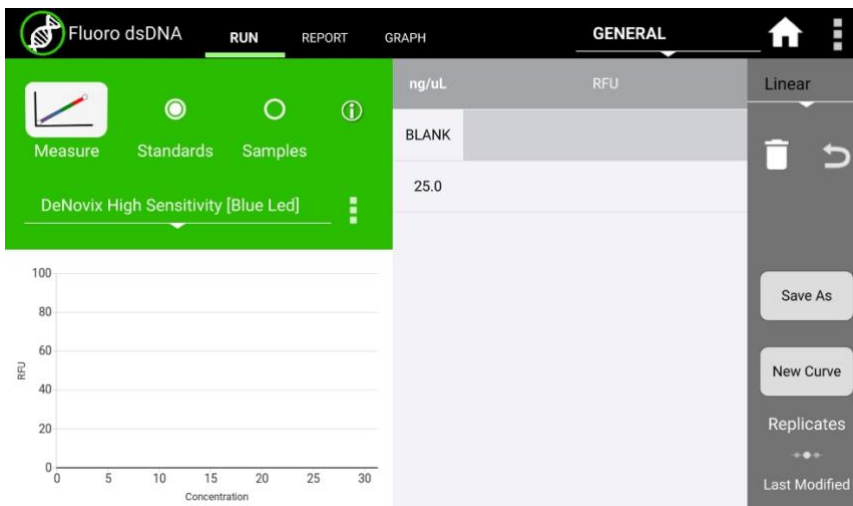 Fluoro dsDNA
RUN
REPORT
GRAPH
GENERAL
Measure
Standards
Samples
DeNovix High Sensitivity [Blue Led]
ng/uL
RFU
BLANK
25.0
Linear
Save As
New Curve
Replicates
Last Modified
100
80
60
40
20
0
RFU
0 5 10 15 20 25 30
Concentration